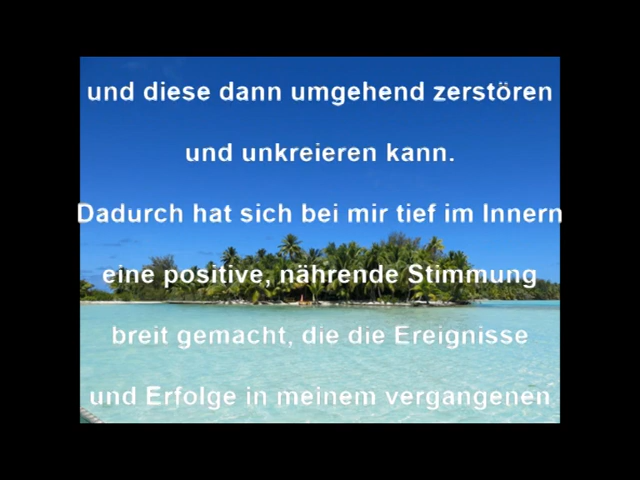 und diese dann umgehend zerstören
und unkreieren kann.
Dadurch hat sich bei mir tief im Innern
eine positive, nährende Stimmung
breit gemacht, die die Ereignisse
und Erfolge in meinem vergangenen